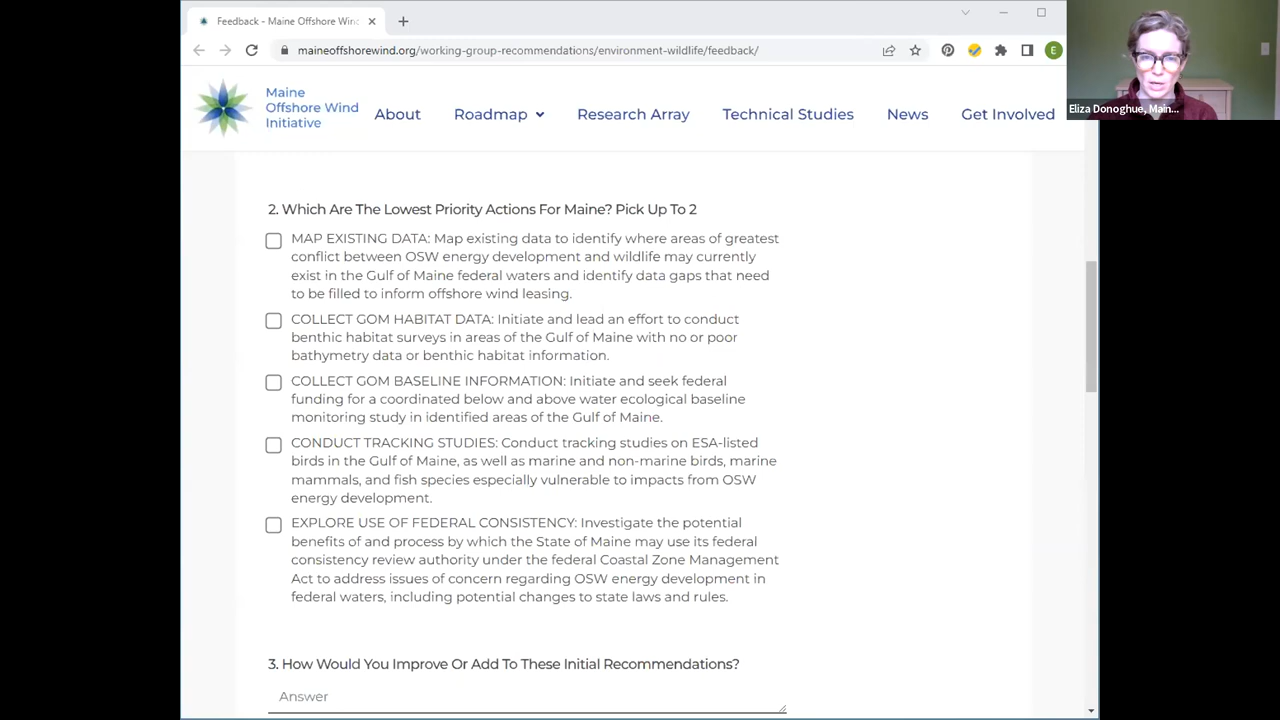 Feedback - Maine Offshore Winc
maineoffshorewind.org/working-group-recommendations/environment-wildlife/feedback/
E
Eliza Donoghue, Main...
Maine
Offshore Wind
Initiative
About
Roadmap
Research Array
Technical Studies
News
Get Involved
2. Which Are The Lowest Priority Actions For Maine? Pick Up To 2
MAP EXISTING DATA: Map existing data to identify where areas of greatest
conflict between OSW energy development and wildlife may currently
exist in the Gulf of Maine federal waters and identify data gaps that need
to be filled to inform offshore wind leasing.
COLLECT GOM HABITAT DATA: Initiate and lead an effort to conduct
benthic habitat surveys in areas of the Gulf of Maine with no or poor
bathymetry data or benthic habitat information.
COLLECT GOM BASELINE INFORMATION: Initiate and seek federal
funding for a coordinated below and above water ecological baseline
monitoring study in identified areas of the Gulf of Maine.
CONDUCT TRACKING STUDIES: Conduct tracking studies on ESA-listed
birds in the Gulf of Maine, as well as marine and non-marine birds, marine
mammals, and fish species especially vulnerable to impacts from OSW
energy development.
EXPLORE USE OF FEDERAL CONSISTENCY: Investigate the potential
benefits of and process by which the State of Maine may use its federal
consistency review authority under the federal Coastal Zone Management
Act to address issues of concern regarding OSW energy development in
federal waters, including potential changes to state laws and rules.
3. How Would You Improve Or Add To These Initial Recommendations?
Answer